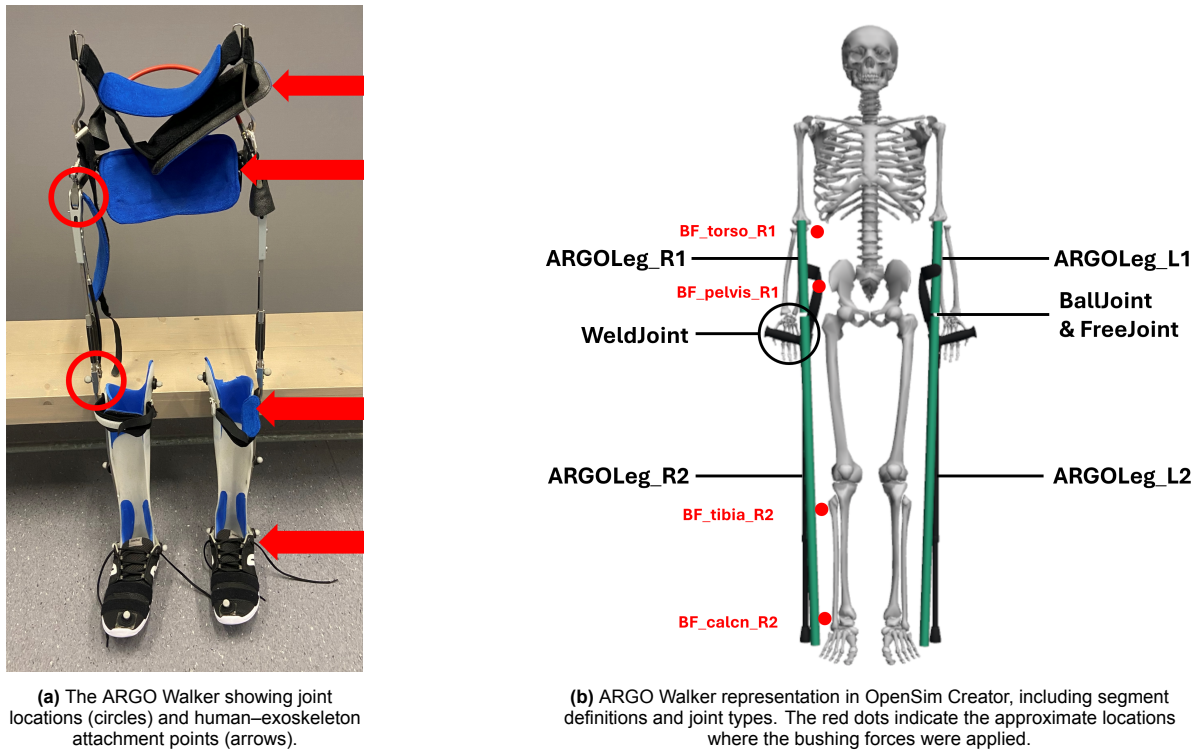 BF_torso_R1
ARGOLeg_R1
ARGOLeg_L1
BF_pelvis_R1
BallJoint
& FreeJoint
WeldJoint
ARGOLeg_R2
ARGOLeg_L2
BF_tibia_R2
BF_calcn_R2
(a) The ARGO Walker showing joint
locations (circles) and human–exoskeleton
attachment points (arrows).
(b) ARGO Walker representation in OpenSim Creator, including segment
definitions and joint types. The red dots indicate the approximate locations
where the bushing forces were applied.